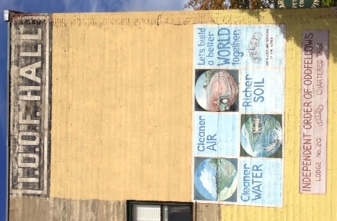 I.O.O.F. HALL
Let's build
a better
WORLD
together
Cleaner
AIR
Richer
SOIL
Cleaner
WATER
INDEPENDENT ORDER OF ODDFELLOWS
LODGE No. 20
CHARTERED